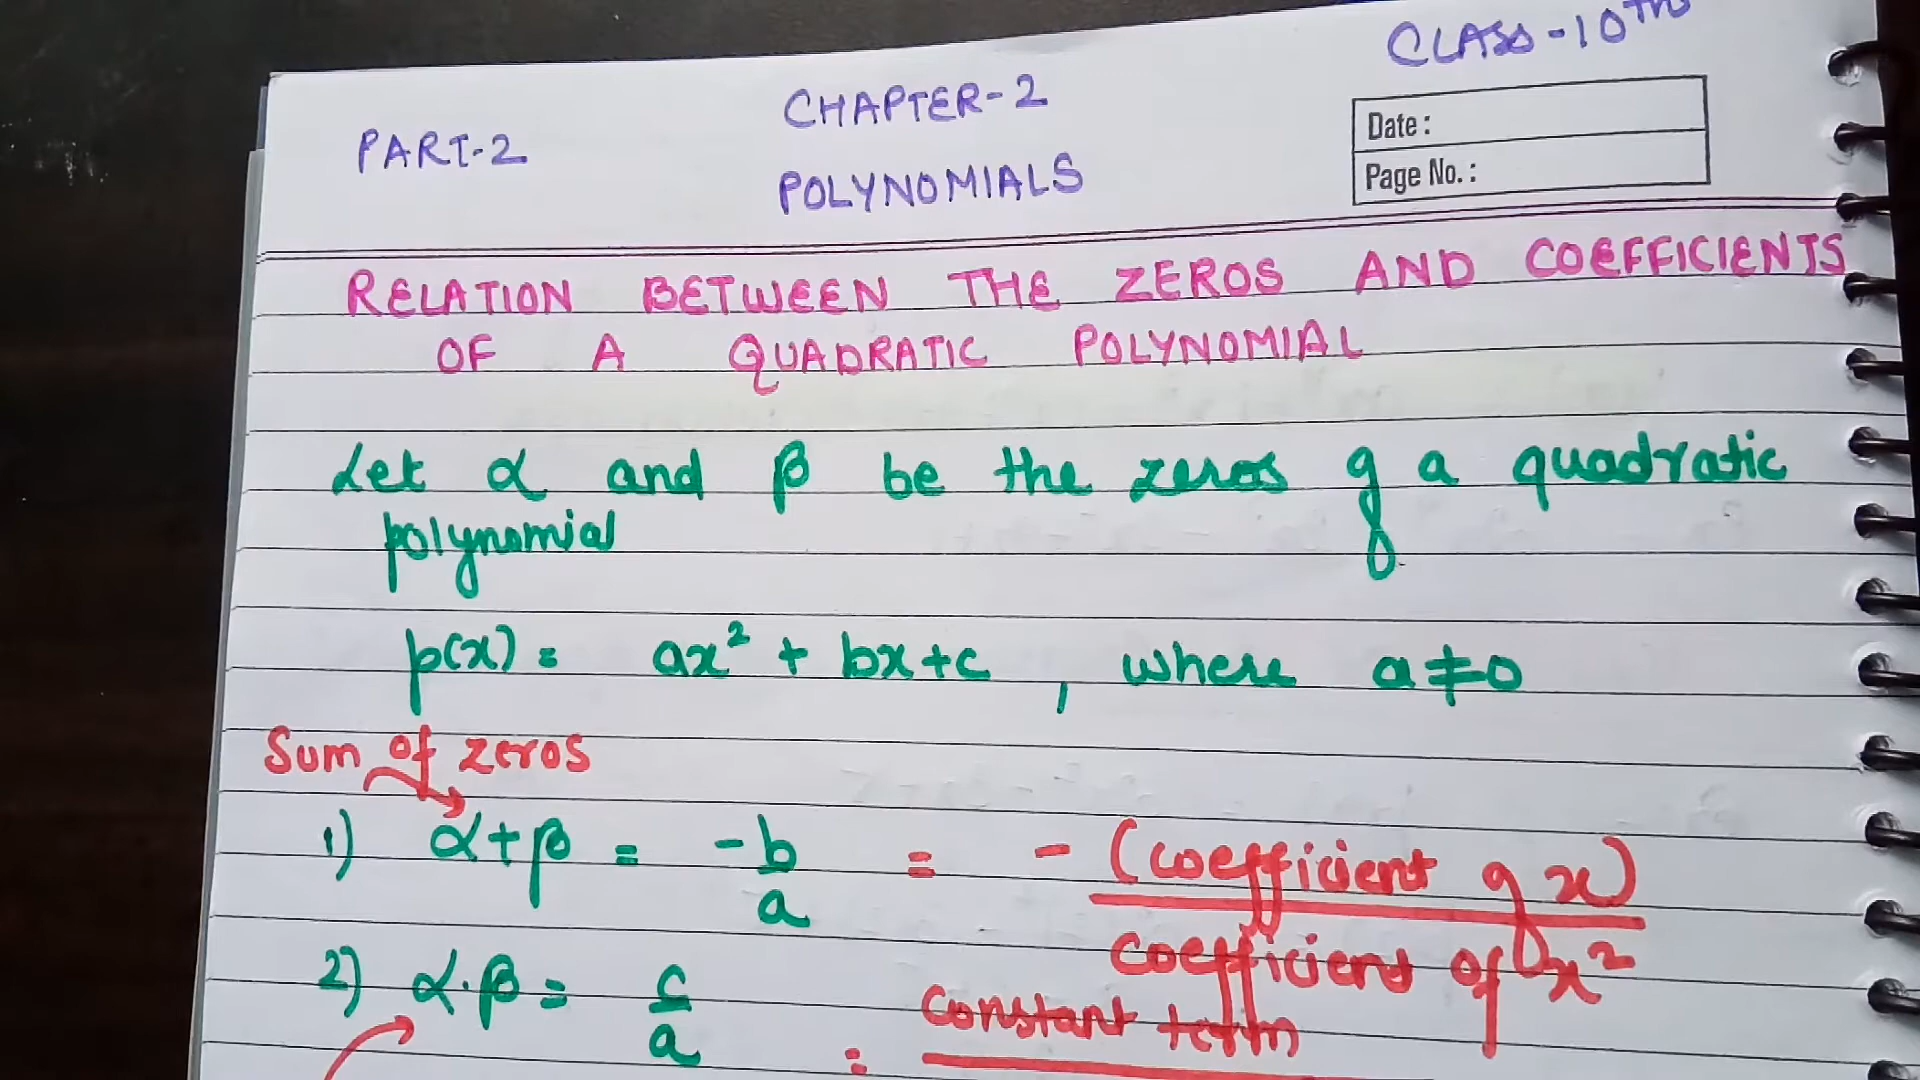 CLASS-10th
CHAPTER-2
PART-2
POLYNOMIALS
Date:
Page No.:
RELATION BETWEEN THE ZEROS AND COEFFICIENTS
OF A QUADRATIC POLYNOMIAL
Let α and β be the zeros of a quadratic
polynomial
p(x) = ax² + bx+c , where a≠0
Sum of zeros
1) α+β = -b/a = - (coefficient of x)/coefficient of x²
2) α.β = c/a = constant term